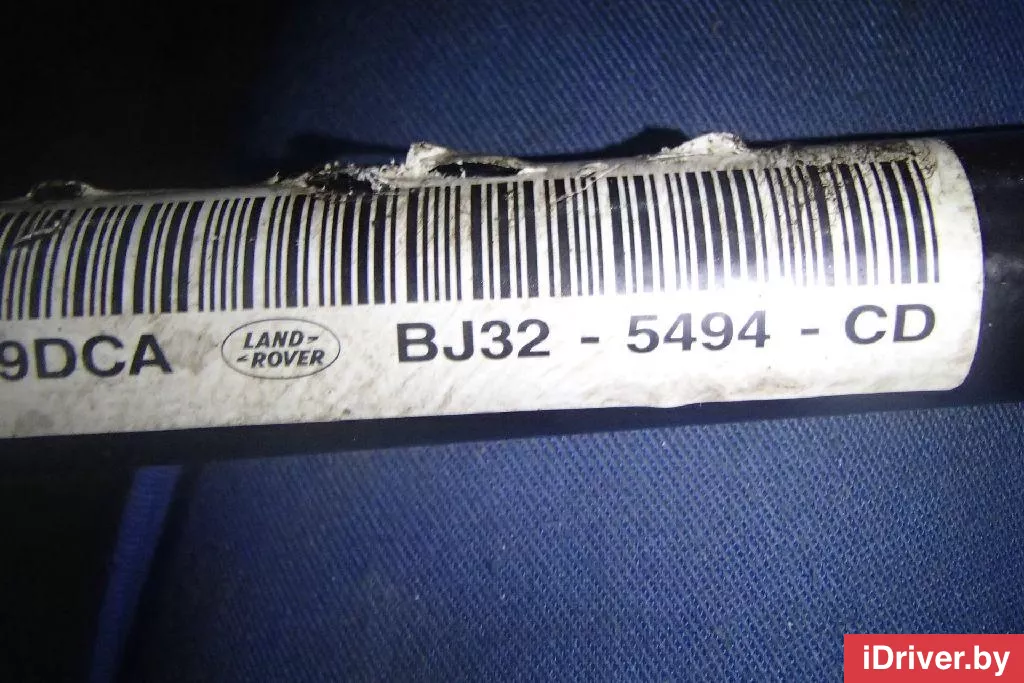 9DCA LAND-
-ROVER BJ32 - 5494 - CD
iDriver.by